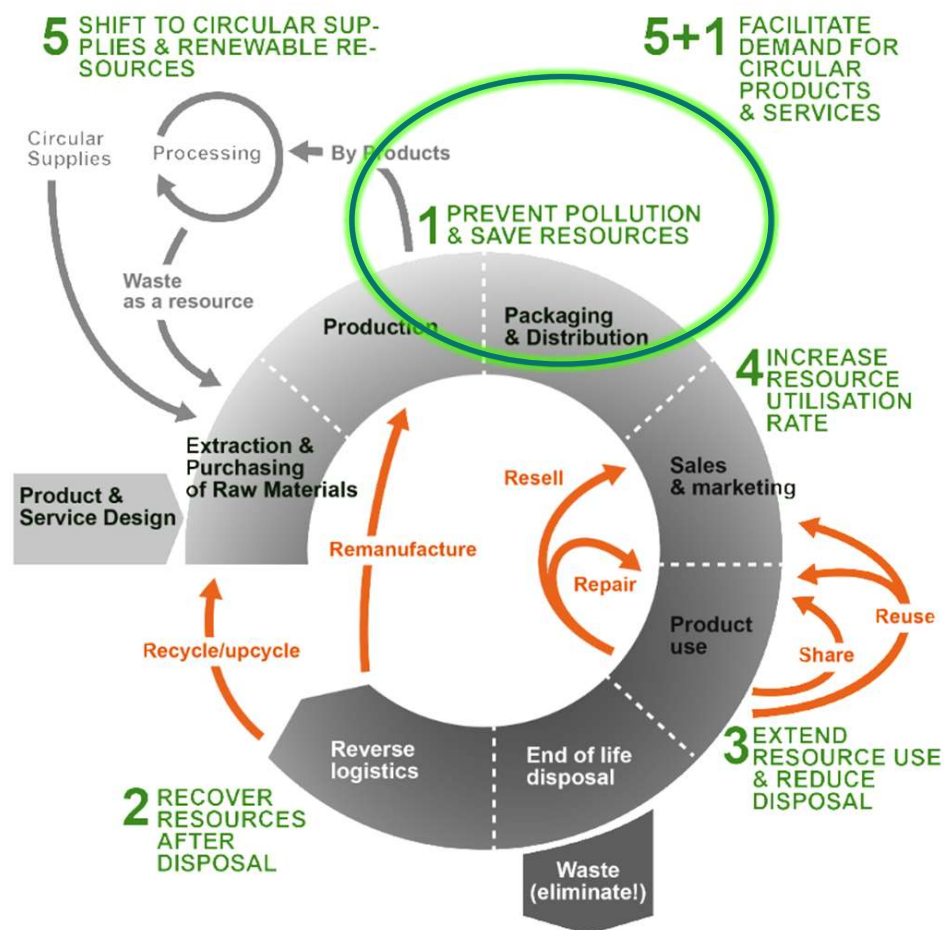 5 SHIFT TO CIRCULAR SUP-
PLIES & RENEWABLE RE-
SOURCES
5+1 FACILITATE
DEMAND FOR
CIRCULAR
PRODUCTS
& SERVICES
Circular
Supplies
Processing
By Products
1 PREVENT POLLUTION
& SAVE RESOURCES
Waste
as a resource
Production
Packaging
& Distribution
4 INCREASE
RESOURCE
UTILISATION
RATE
Extraction &
Purchasing
of Raw Materials
Product &
Service Design
Sales
& marketing
Resell
Remanufacture
Repair
Product
use
Reuse
Share
Recycle/upcycle
Reverse
logistics
End of life
disposal
3 EXTEND
RESOURCE USE
& REDUCE
DISPOSAL
2 RECOVER
RESOURCES
AFTER
DISPOSAL
Waste
(eliminate!)